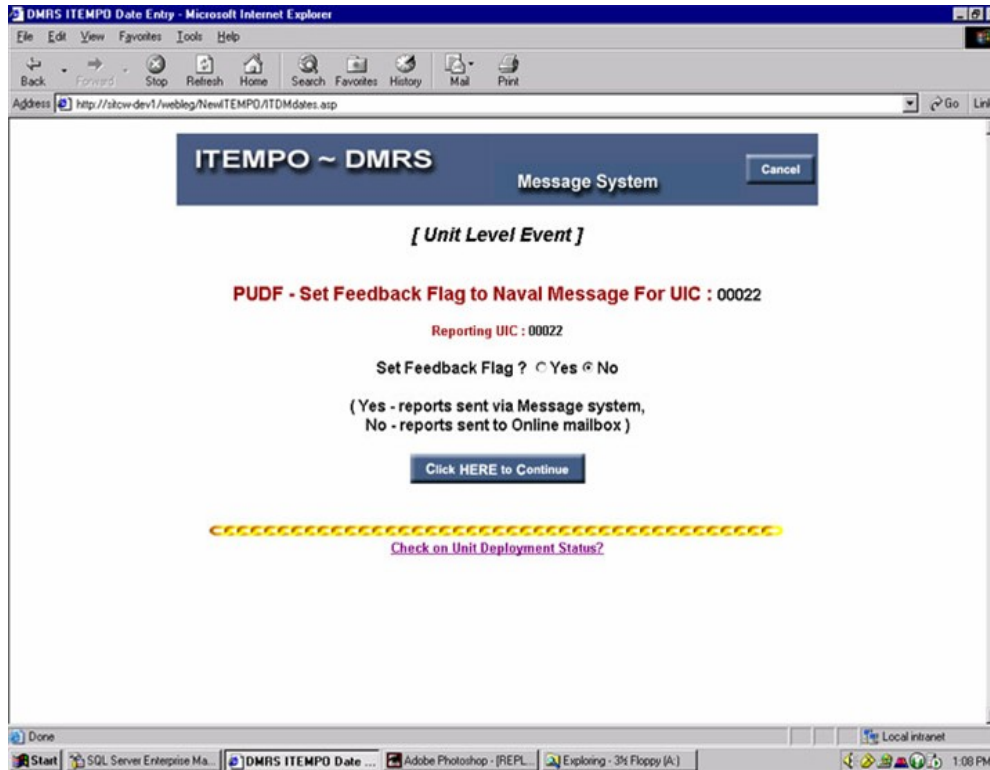 DMRS ITEMPO Date Entry - Microsoft Internet Explorer
File Edit View Favorites Tools Help
Back Forward Stop Refresh Home Search Favorites History Mail Print
Address http://sitcw-dev1/webleg/NewITEMPO/ITDMdates.asp Go Link
ITEMPO ~ DMRS
Message System
Cancel
[ Unit Level Event ]
PUDF - Set Feedback Flag to Naval Message For UIC : 00022
Reporting UIC : 00022
Set Feedback Flag ? Yes No
( Yes - reports sent via Message system,
No - reports sent to Online mailbox )
Click HERE to Continue
Check on Unit Deployment Status?
Done Local intranet
Start SQL Server Enterprise Ma... DMRS ITEMPO Date ... Adobe Photoshop - [REPL... Exploring - 3½ Floppy (A:) 1:08 PM